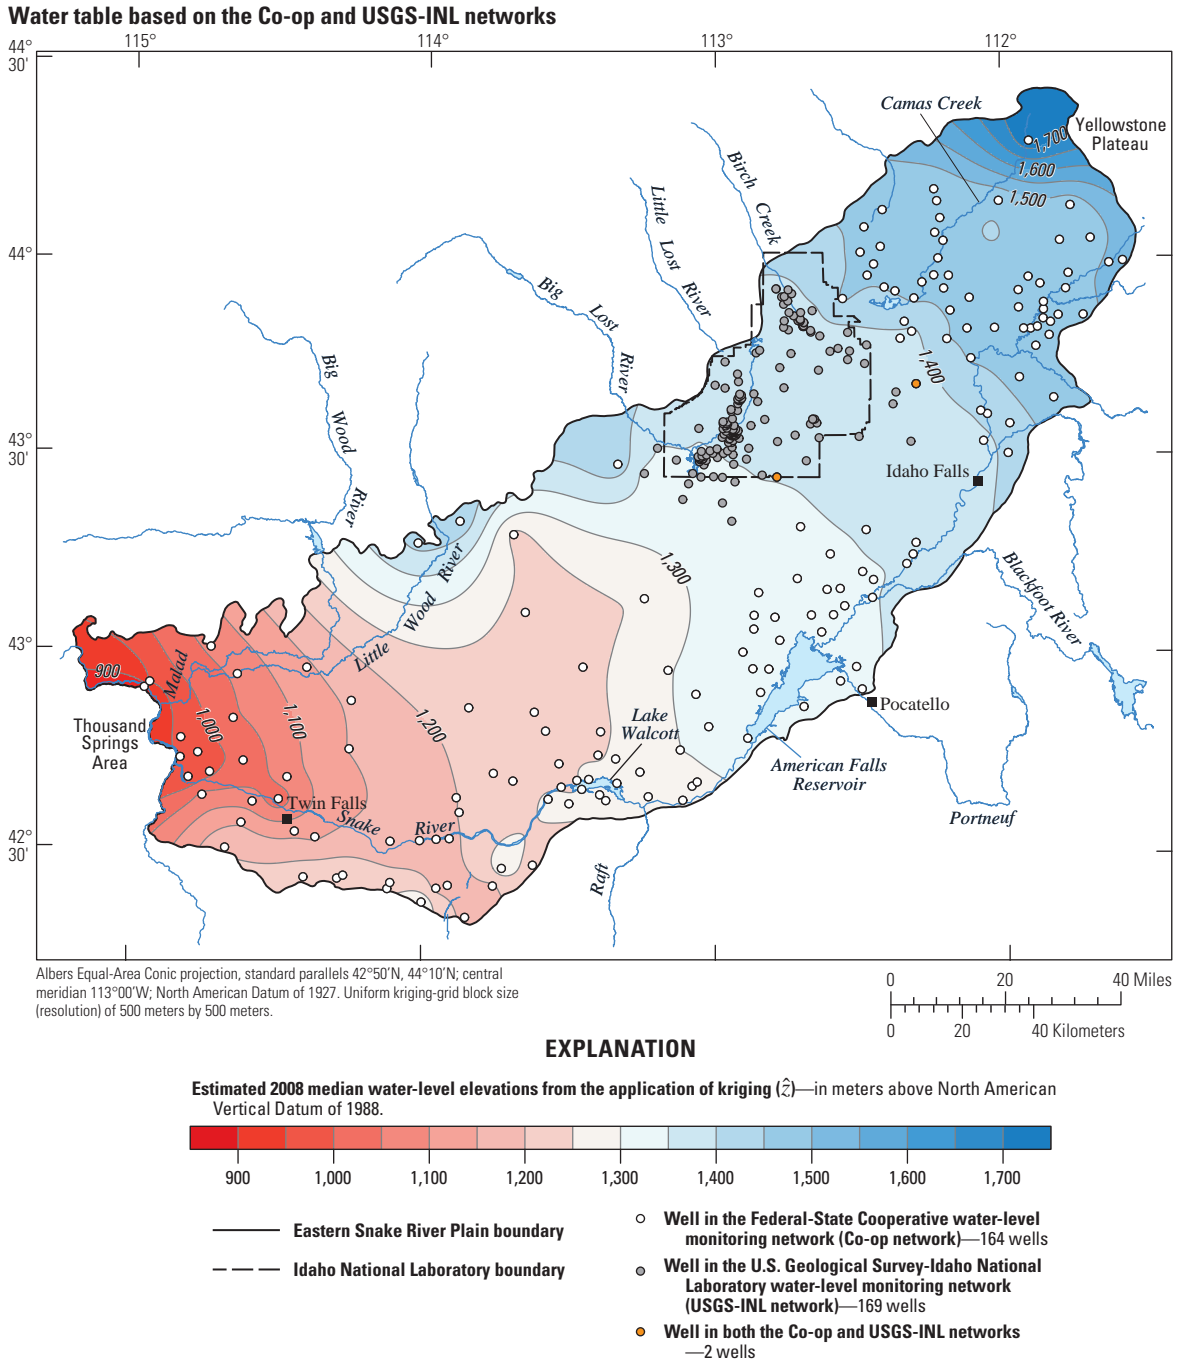 Water table based on the Co-op and USGS-INL networks
115°
114°
113°
112°
44°
30'
Camas Creek
Yellowstone
Plateau
1,700
1,600
1,500
Birch Creek
Little Lost River
44°
Big Lost River
Big Wood River
1,400
43°
30'
Idaho Falls
Little Wood River
1,300
Blackfoot River
43°
900
Malad
Thousand
Springs
Area
1,000
1,100
1,200
Lake
Walcott
Pocatello
American Falls
Reservoir
Twin Falls
Snake River
Portneuf
42°
30'
Raft
Albers Equal-Area Conic projection, standard parallels 42°50'N, 44°10'N; central
meridian 113°00'W; North American Datum of 1927. Uniform kriging-grid block size
(resolution) of 500 meters by 500 meters.
0 20 40 Miles
0 20 40 Kilometers
EXPLANATION
Estimated 2008 median water-level elevations from the application of kriging (ẑ)—in meters above North American
Vertical Datum of 1988.
900 1,000 1,100 1,200 1,300 1,400 1,500 1,600 1,700
Eastern Snake River Plain boundary
Idaho National Laboratory boundary
Well in the Federal-State Cooperative water-level
monitoring network (Co-op network)—164 wells
Well in the U.S. Geological Survey-Idaho National
Laboratory water-level monitoring network
(USGS-INL network)—169 wells
Well in both the Co-op and USGS-INL networks
—2 wells